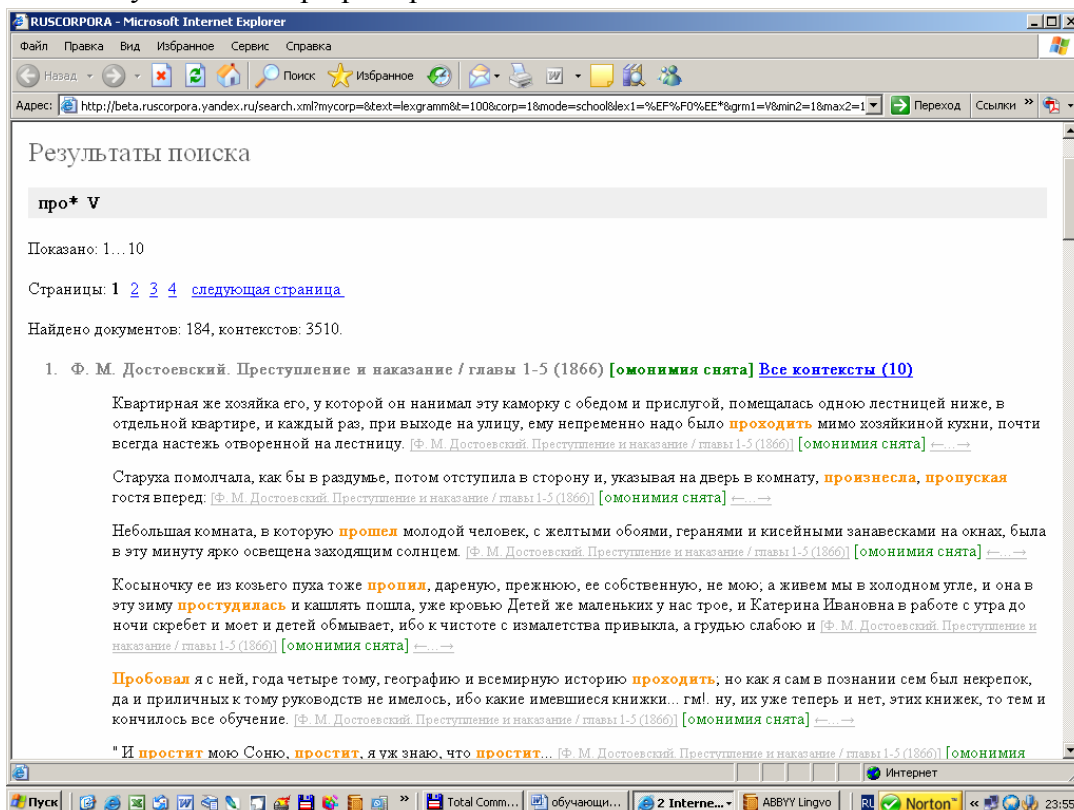 RUSCORPORA - Microsoft Internet Explorer
Файл Правка Вид Избранное Сервис Справка
Назад Поиск Избранное
Адрес: http://beta.ruscorpora.yandex.ru/search.xml?mycorp=&text=lexgramm&t=100&corp=1&mode=school&lex1=%EF%F0%EE*&grm1=V&min2=1&max2=1 Переход Ссылки »
Результаты поиска
про* V
Показано: 1…10
Страницы: 1 2 3 4 следующая страница
Найдено документов: 184, контекстов: 3510.
1. Ф. М. Достоевский. Преступление и наказание / главы 1-5 (1866) [омонимия снята] Все контексты (10)
Квартирная же хозяйка его, у которой он нанимал эту каморку с обедом и прислугой, помещалась одною лестницей ниже, в
отдельной квартире, и каждый раз, при выходе на улицу, ему непременно надо было проходить мимо хозяйкиной кухни, почти
всегда настежь отворенной на лестницу. [Ф. М. Достоевский. Преступление и наказание / главы 1-5 (1866)] [омонимия снята] ←…→
Старуха помолчала, как бы в раздумье, потом отступила в сторону и, указывая на дверь в комнату, произнесла, пропуская
гостя вперед: [Ф. М. Достоевский. Преступление и наказание / главы 1-5 (1866)] [омонимия снята] ←…→
Небольшая комната, в которую прошел молодой человек, с желтыми обоями, геранями и кисейными занавесками на окнах, была
в эту минуту ярко освещена заходящим солнцем. [Ф. М. Достоевский. Преступление и наказание / главы 1-5 (1866)] [омонимия снята] ←…→
Косыночку ее из козьего пуха тоже пропил, дареную, прежнюю, ее собственную, не мою; а живем мы в холодном угле, и она в
эту зиму простудилась и кашлять пошла, уже кровью Детей же маленьких у нас трое, и Катерина Ивановна в работе с утра до
ночи скребет и моет и детей обмывает, ибо к чистоте с измалетства привыкла, а грудью слабою и [Ф. М. Достоевский. Преступление и
наказание / главы 1-5 (1866)] [омонимия снята] ←…→
Пробовал я с ней, года четыре тому, географию и всемирную историю проходить; но как я сам в познании сем был некрепок,
да и приличных к тому руководств не имелось, ибо какие имевшиеся книжки... гм!. ну, их уже теперь и нет, этих книжек, то тем и
кончилось все обучение. [Ф. М. Достоевский. Преступление и наказание / главы 1-5 (1866)] [омонимия снята] ←…→
" И простит мою Соню, простит, я уж знаю, что простит... [Ф. М. Достоевский. Преступление и наказание / главы 1-5 (1866)] [омонимия
Интернет
Пуск » Total Comm... обучающи... 2 Interne... ABBYY Lingvo RU Norton « 23:55